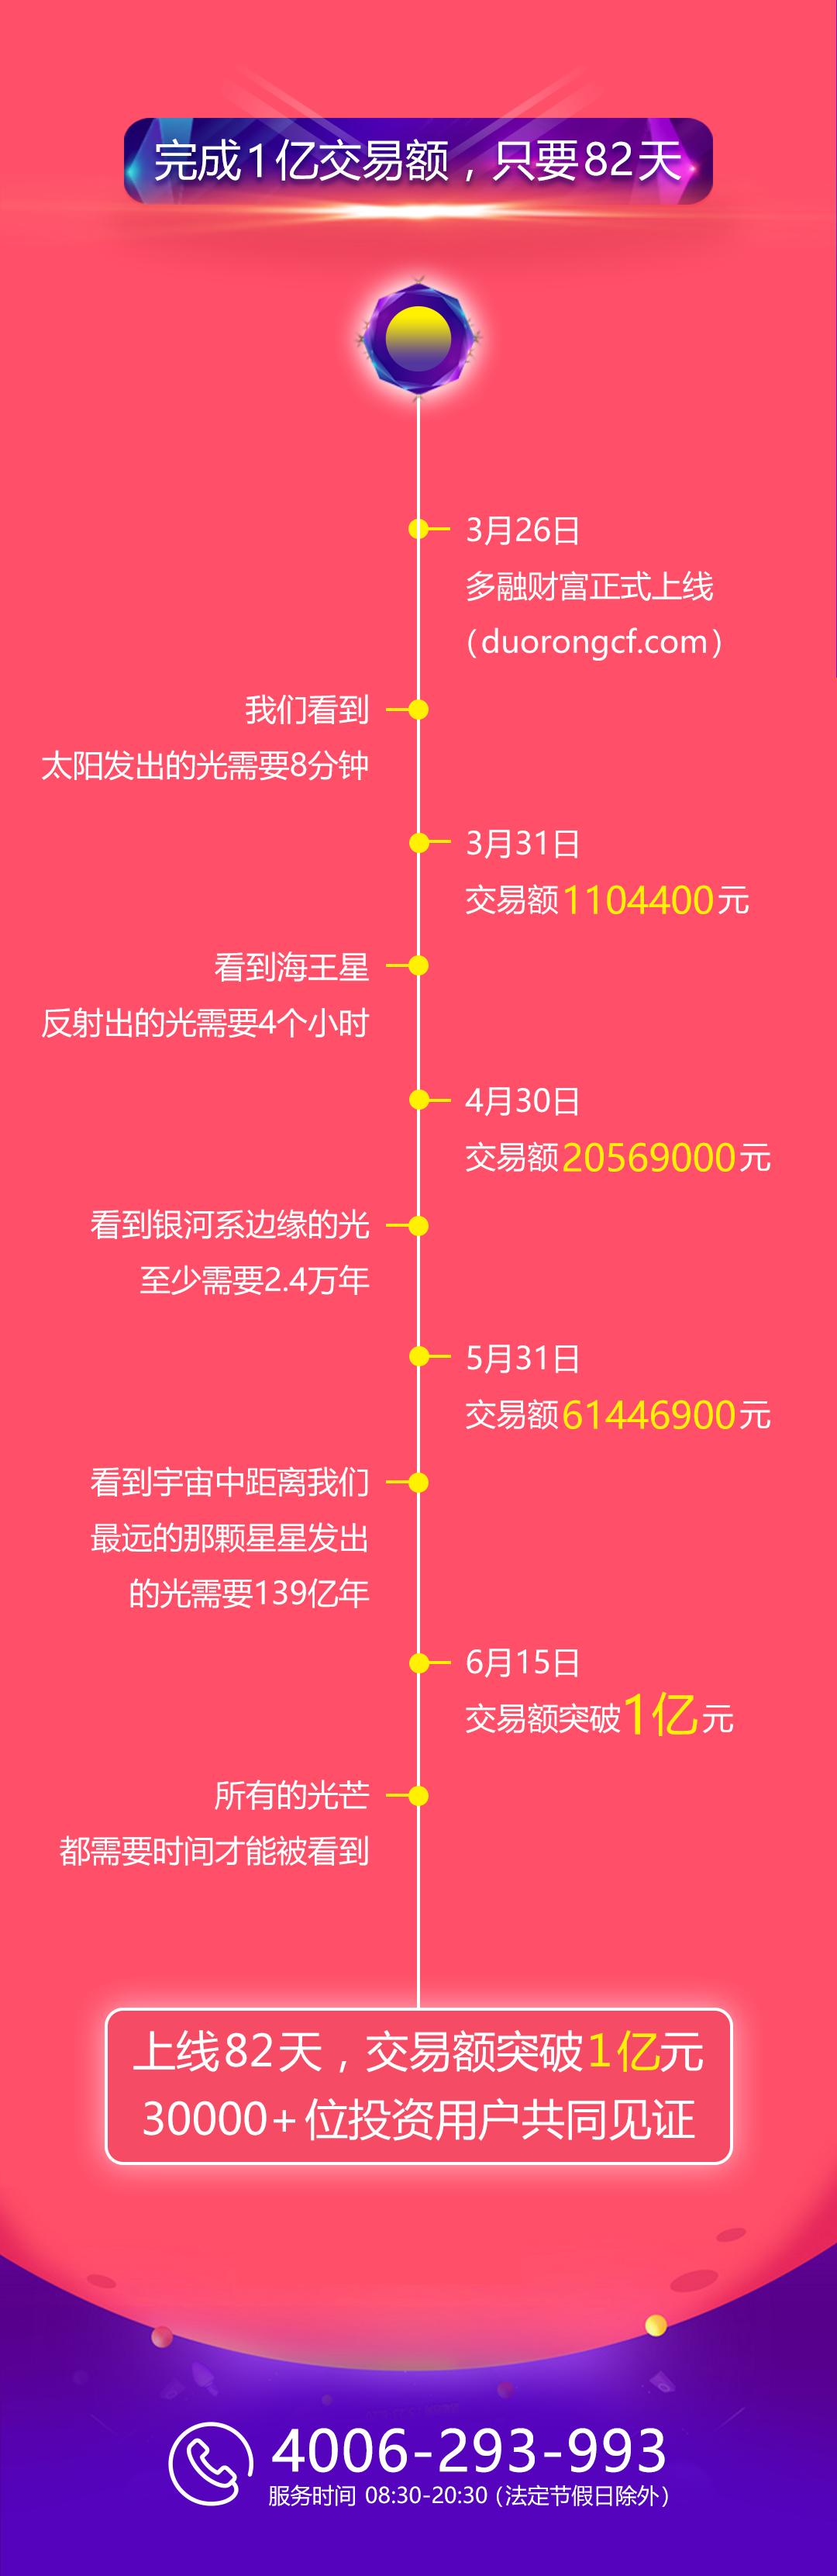 完成1亿交易额，只要82天
3月26日
多融财富正式上线
（duorongcf.com）
我们看到
太阳发出的光需要8分钟
3月31日
交易额1104400元
看到海王星
反射出的光需要4个小时
4月30日
交易额20569000元
看到银河系边缘的光
至少需要2.4万年
5月31日
交易额61446900元
看到宇宙中距离我们
最远的那颗星星发出
的光需要139亿年
6月15日
交易额突破1亿元
所有的光芒
都需要时间才能被看到
上线82天，交易额突破1亿元
30000+位投资用户共同见证
4006-293-993
服务时间 08:30-20:30（法定节假日除外）